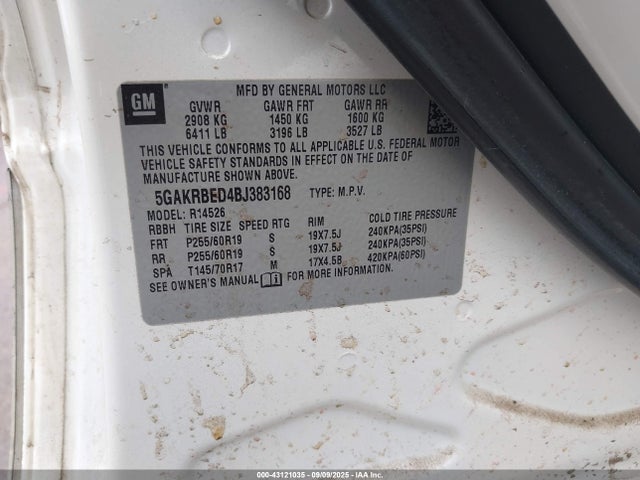 MFD BY GENERAL MOTORS LLC
GM
GVWR GAWR FRT GAWR RR
2908 KG 1450 KG 1600 KG
6411 LB 3196 LB 3527 LB
THIS VEHICLE CONFORMS TO ALL APPLICABLE U.S. FEDERAL MOTOR
VEHICLE SAFETY STANDARDS IN EFFECT ON THE DATE OF
MANUFACTURE SHOWN ABOVE.
5GAKRBED4BJ383168 TYPE: M.P.V.
MODEL: R14526
RBBH TIRE SIZE SPEED RTG RIM COLD TIRE PRESSURE
FRT P255/60R19 S 19X7.5J 240KPA(35PSI)
RR P255/60R19 S 19X7.5J 240KPA(35PSI)
SPA T145/70R17 M 17X4.5B 420KPA(60PSI)
SEE OWNER'S MANUAL FOR MORE INFORMATION.
000-43121035 - 09/09/2025 - IAAI.com